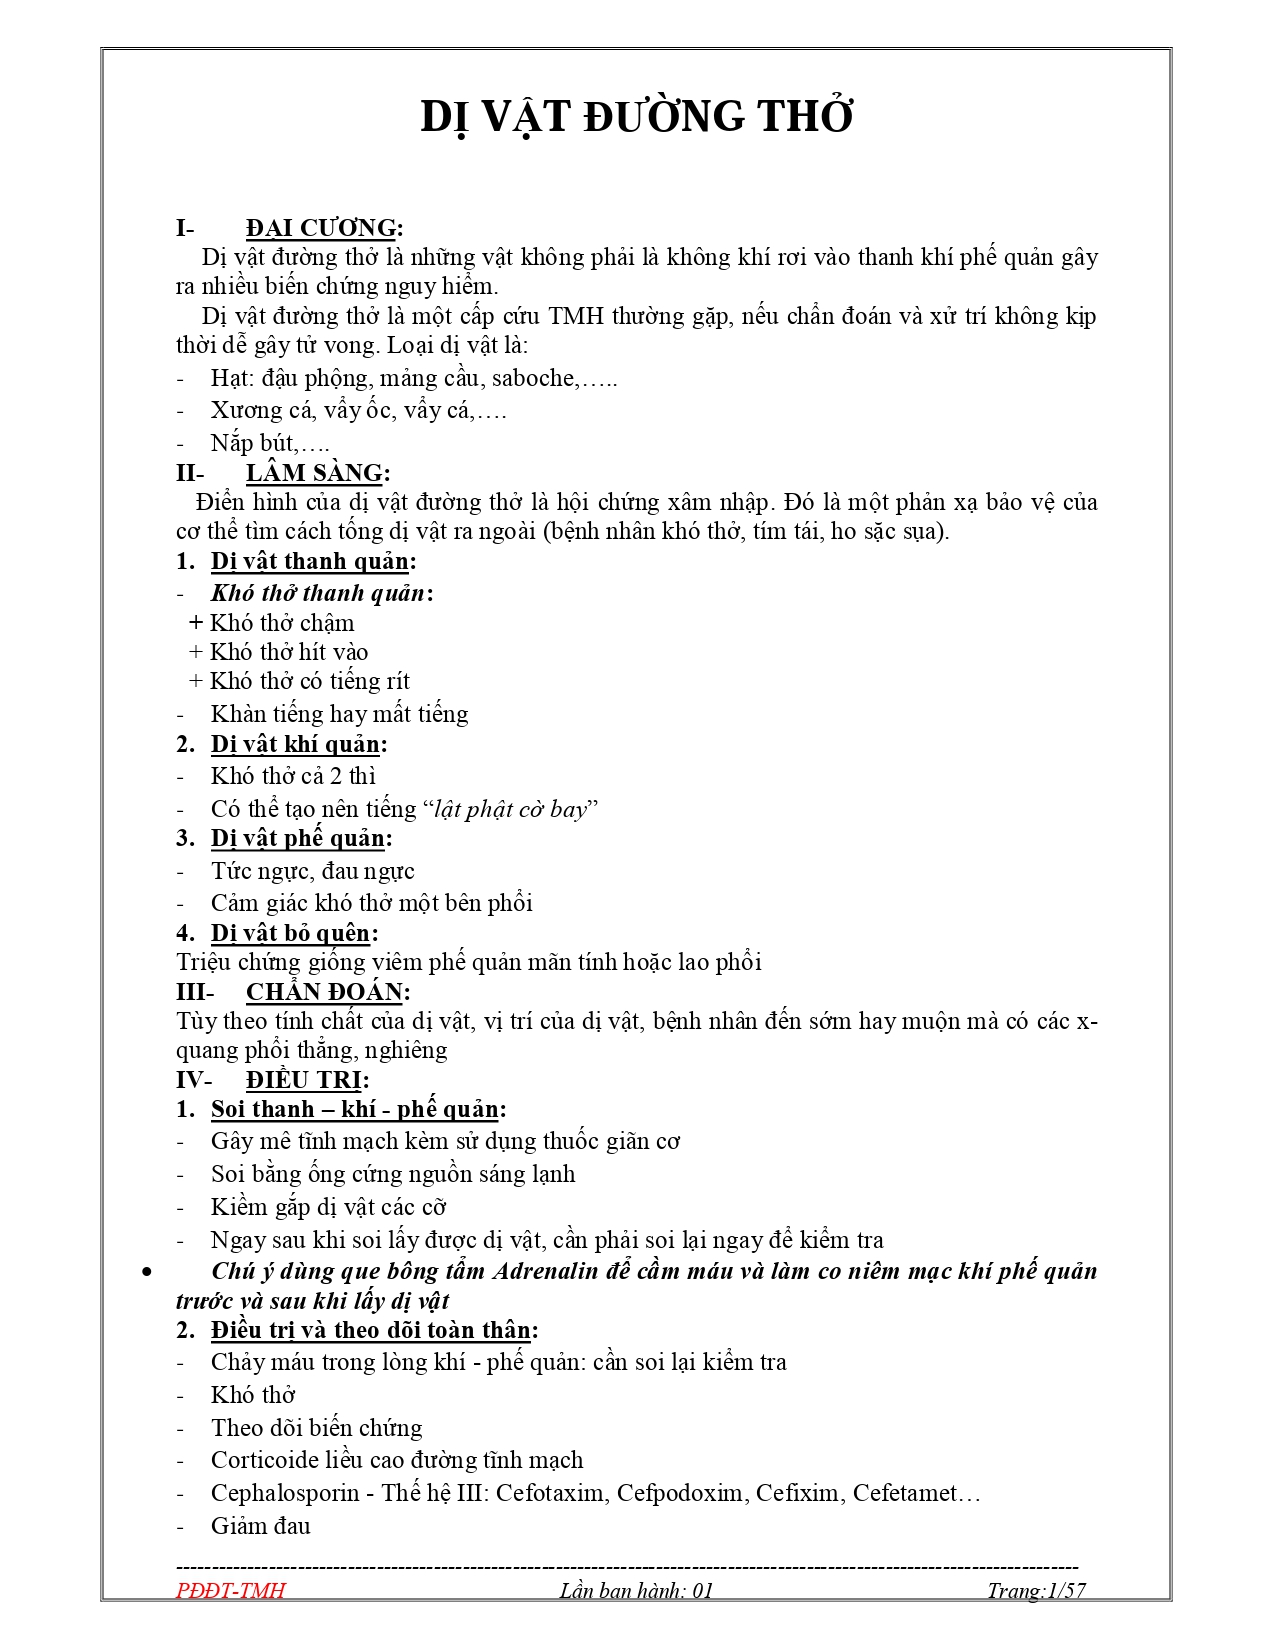 DỊ VẬT ĐƯỜNG THỞ
I- ĐẠI CƯƠNG:
Dị vật đường thở là những vật không phải là không khí rơi vào thanh khí phế quản gây
ra nhiều biến chứng nguy hiểm.
Dị vật đường thở là một cấp cứu TMH thường gặp, nếu chẩn đoán và xử trí không kịp
thời dễ gây tử vong. Loại dị vật là:
- Hạt: đậu phộng, mảng cầu, saboche,…..
- Xương cá, vẩy ốc, vẩy cá,….
- Nắp bút,….
II- LÂM SÀNG:
Điển hình của dị vật đường thở là hội chứng xâm nhập. Đó là một phản xạ bảo vệ của
cơ thể tìm cách tống dị vật ra ngoài (bệnh nhân khó thở, tím tái, ho sặc sụa).
1. Dị vật thanh quản:
- Khó thở thanh quản:
+ Khó thở chậm
+ Khó thở hít vào
+ Khó thở có tiếng rít
- Khàn tiếng hay mất tiếng
2. Dị vật khí quản:
- Khó thở cả 2 thì
- Có thể tạo nên tiếng “lật phật cờ bay”
3. Dị vật phế quản:
- Tức ngực, đau ngực
- Cảm giác khó thở một bên phổi
4. Dị vật bỏ quên:
Triệu chứng giống viêm phế quản mãn tính hoặc lao phổi
III- CHẨN ĐOÁN:
Tùy theo tính chất của dị vật, vị trí của dị vật, bệnh nhân đến sớm hay muộn mà có các x-
quang phổi thẳng, nghiêng
IV- ĐIỀU TRỊ:
1. Soi thanh – khí - phế quản:
- Gây mê tĩnh mạch kèm sử dụng thuốc giãn cơ
- Soi bằng ống cứng nguồn sáng lạnh
- Kiềm gắp dị vật các cỡ
- Ngay sau khi soi lấy được dị vật, cần phải soi lại ngay để kiểm tra
• Chú ý dùng que bông tẩm Adrenalin để cầm máu và làm co niêm mạc khí phế quản
trước và sau khi lấy dị vật
2. Điều trị và theo dõi toàn thân:
- Chảy máu trong lòng khí - phế quản: cần soi lại kiểm tra
- Khó thở
- Theo dõi biến chứng
- Corticoide liều cao đường tĩnh mạch
- Cephalosporin - Thế hệ III: Cefotaxim, Cefpodoxim, Cefixim, Cefetamet…
- Giảm đau
--------------------------------------------------------------------------------------------------------------------------------
PĐĐT-TMH Lần ban hành: 01 Trang:1/57